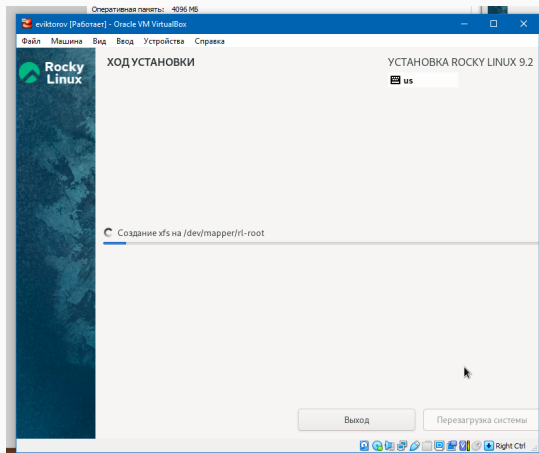 Оперативная память: 4096 МБ
eviktorov [Работает] - Oracle VM VirtualBox
Файл Машина Вид Ввод Устройства Справка
Rocky
Linux
ХОД УСТАНОВКИ
УСТАНОВКА ROCKY LINUX 9.2
us
Создание xfs на /dev/mapper/rl-root
Выход
Перезагрузка системы
Right Ctrl